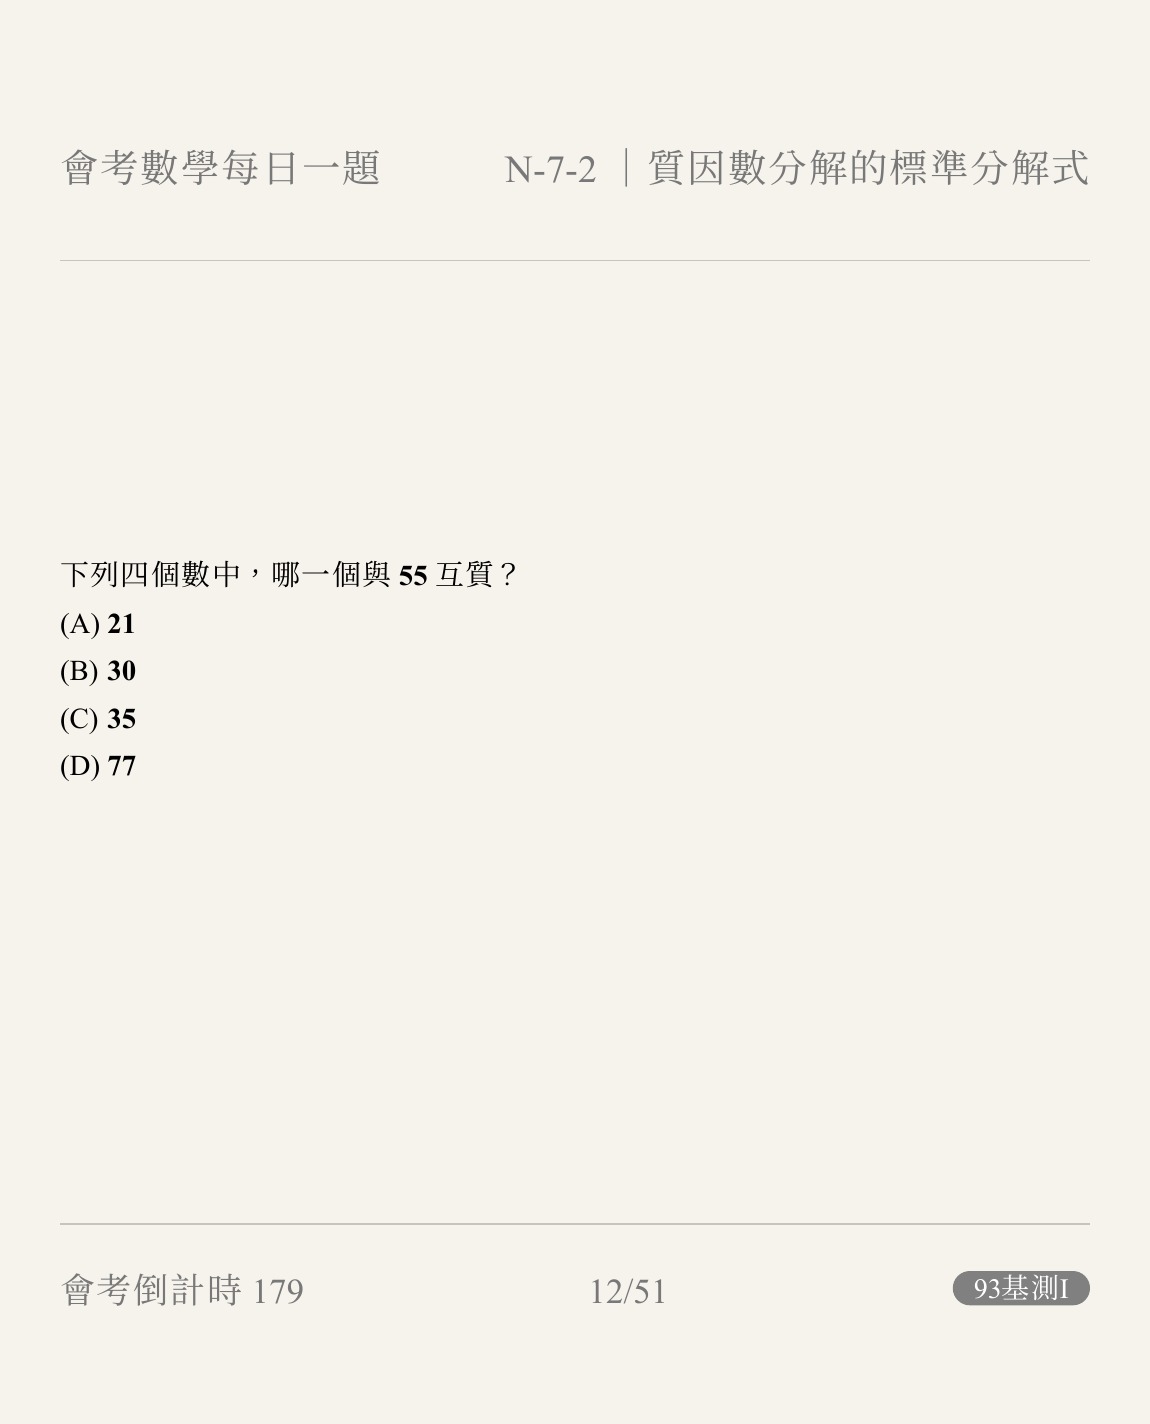 會考數學每日一題
N-7-2｜質因數分解的標準分解式
下列四個數中，哪一個與 55 互質？
(A) 21
(B) 30
(C) 35
(D) 77
會考倒計時 179
12/51
93基測I